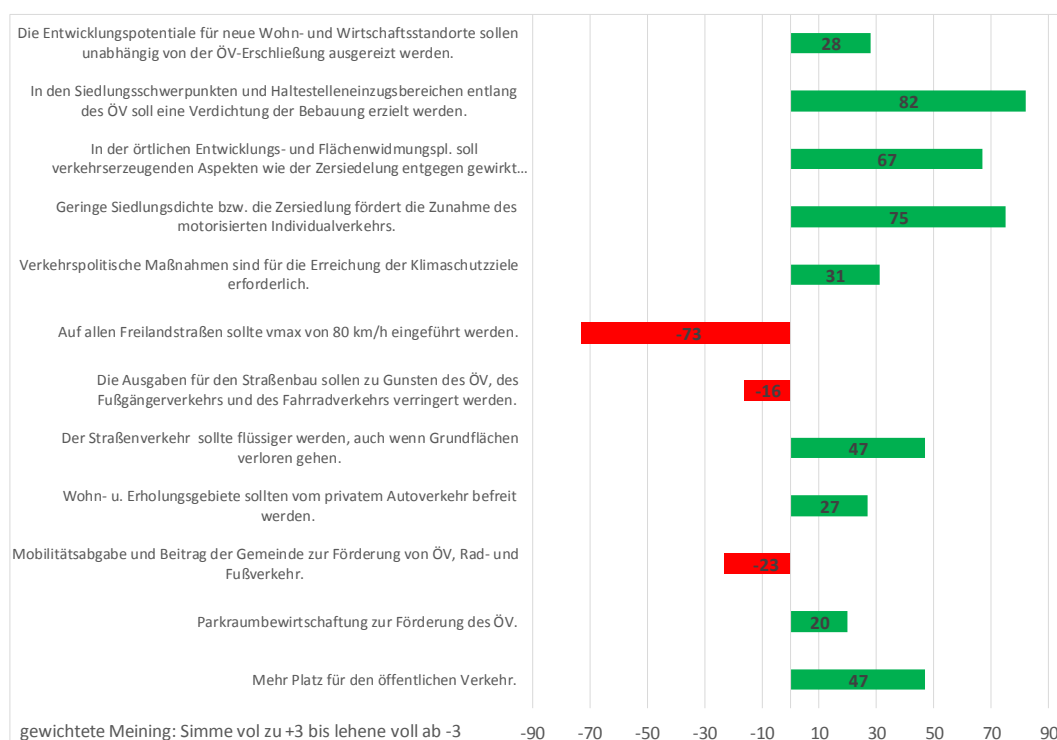 Die Entwicklungspotentiale für neue Wohn- und Wirtschaftsstandorte sollen
unabhängig von der ÖV-Erschließung ausgereizt werden.
28
In den Siedlungsschwerpunkten und Haltestelleneinzugsbereichen entlang
des ÖV soll eine Verdichtung der Bebauung erzielt werden.
82
In der örtlichen Entwicklungs- und Flächenwidmungspl. soll
verkehrserzeugenden Aspekten wie der Zersiedelung entgegen gewirkt...
67
Geringe Siedlungsdichte bzw. die Zersiedlung fördert die Zunahme des
motorisierten Individualverkehrs.
75
Verkehrspolitische Maßnahmen sind für die Erreichung der Klimaschutzziele
erforderlich.
31
Auf allen Freilandstraßen sollte vmax von 80 km/h eingeführt werden.
-73
Die Ausgaben für den Straßenbau sollen zu Gunsten des ÖV, des
Fußgängerverkehrs und des Fahrradverkehrs verringert werden.
-16
Der Straßenverkehr  sollte flüssiger werden, auch wenn Grundflächen
verloren gehen.
47
Wohn- u. Erholungsgebiete sollten vom privatem Autoverkehr befreit
werden.
27
Mobilitätsabgabe und Beitrag der Gemeinde zur Förderung von ÖV, Rad- und
Fußverkehr.
-23
Parkraumbewirtschaftung zur Förderung des ÖV.
20
Mehr Platz für den öffentlichen Verkehr.
47
gewichtete Meining: Simme vol zu +3 bis lehene voll ab -3
-90 -70 -50 -30 -10 10 30 50 70 90